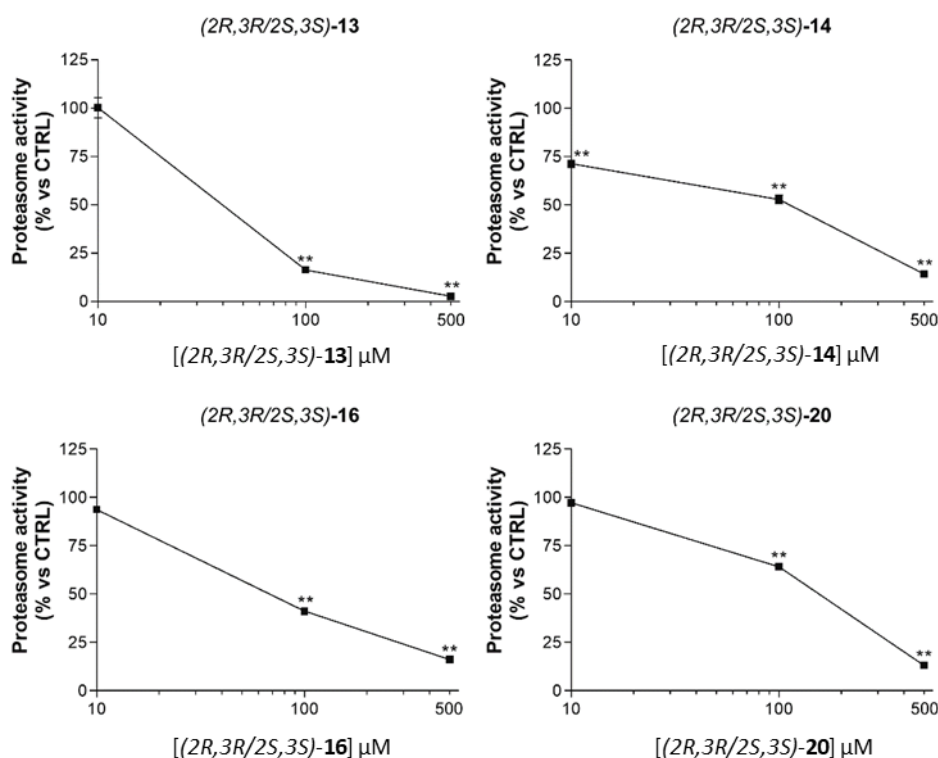 (2R,3R/2S,3S)-13
Proteasome activity
(% vs CTRL)
125
100
75
50
25
0
**
**
10
100
500
[(2R,3R/2S,3S)-13] µM
(2R,3R/2S,3S)-14
Proteasome activity
(% vs CTRL)
125
100
75
50
25
0
**
**
**
10
100
500
[(2R,3R/2S,3S)-14] µM
(2R,3R/2S,3S)-16
Proteasome activity
(% vs CTRL)
125
100
75
50
25
0
**
**
10
100
500
[(2R,3R/2S,3S)-16] µM
(2R,3R/2S,3S)-20
Proteasome activity
(% vs CTRL)
125
100
75
50
25
0
**
**
10
100
500
[(2R,3R/2S,3S)-20] µM